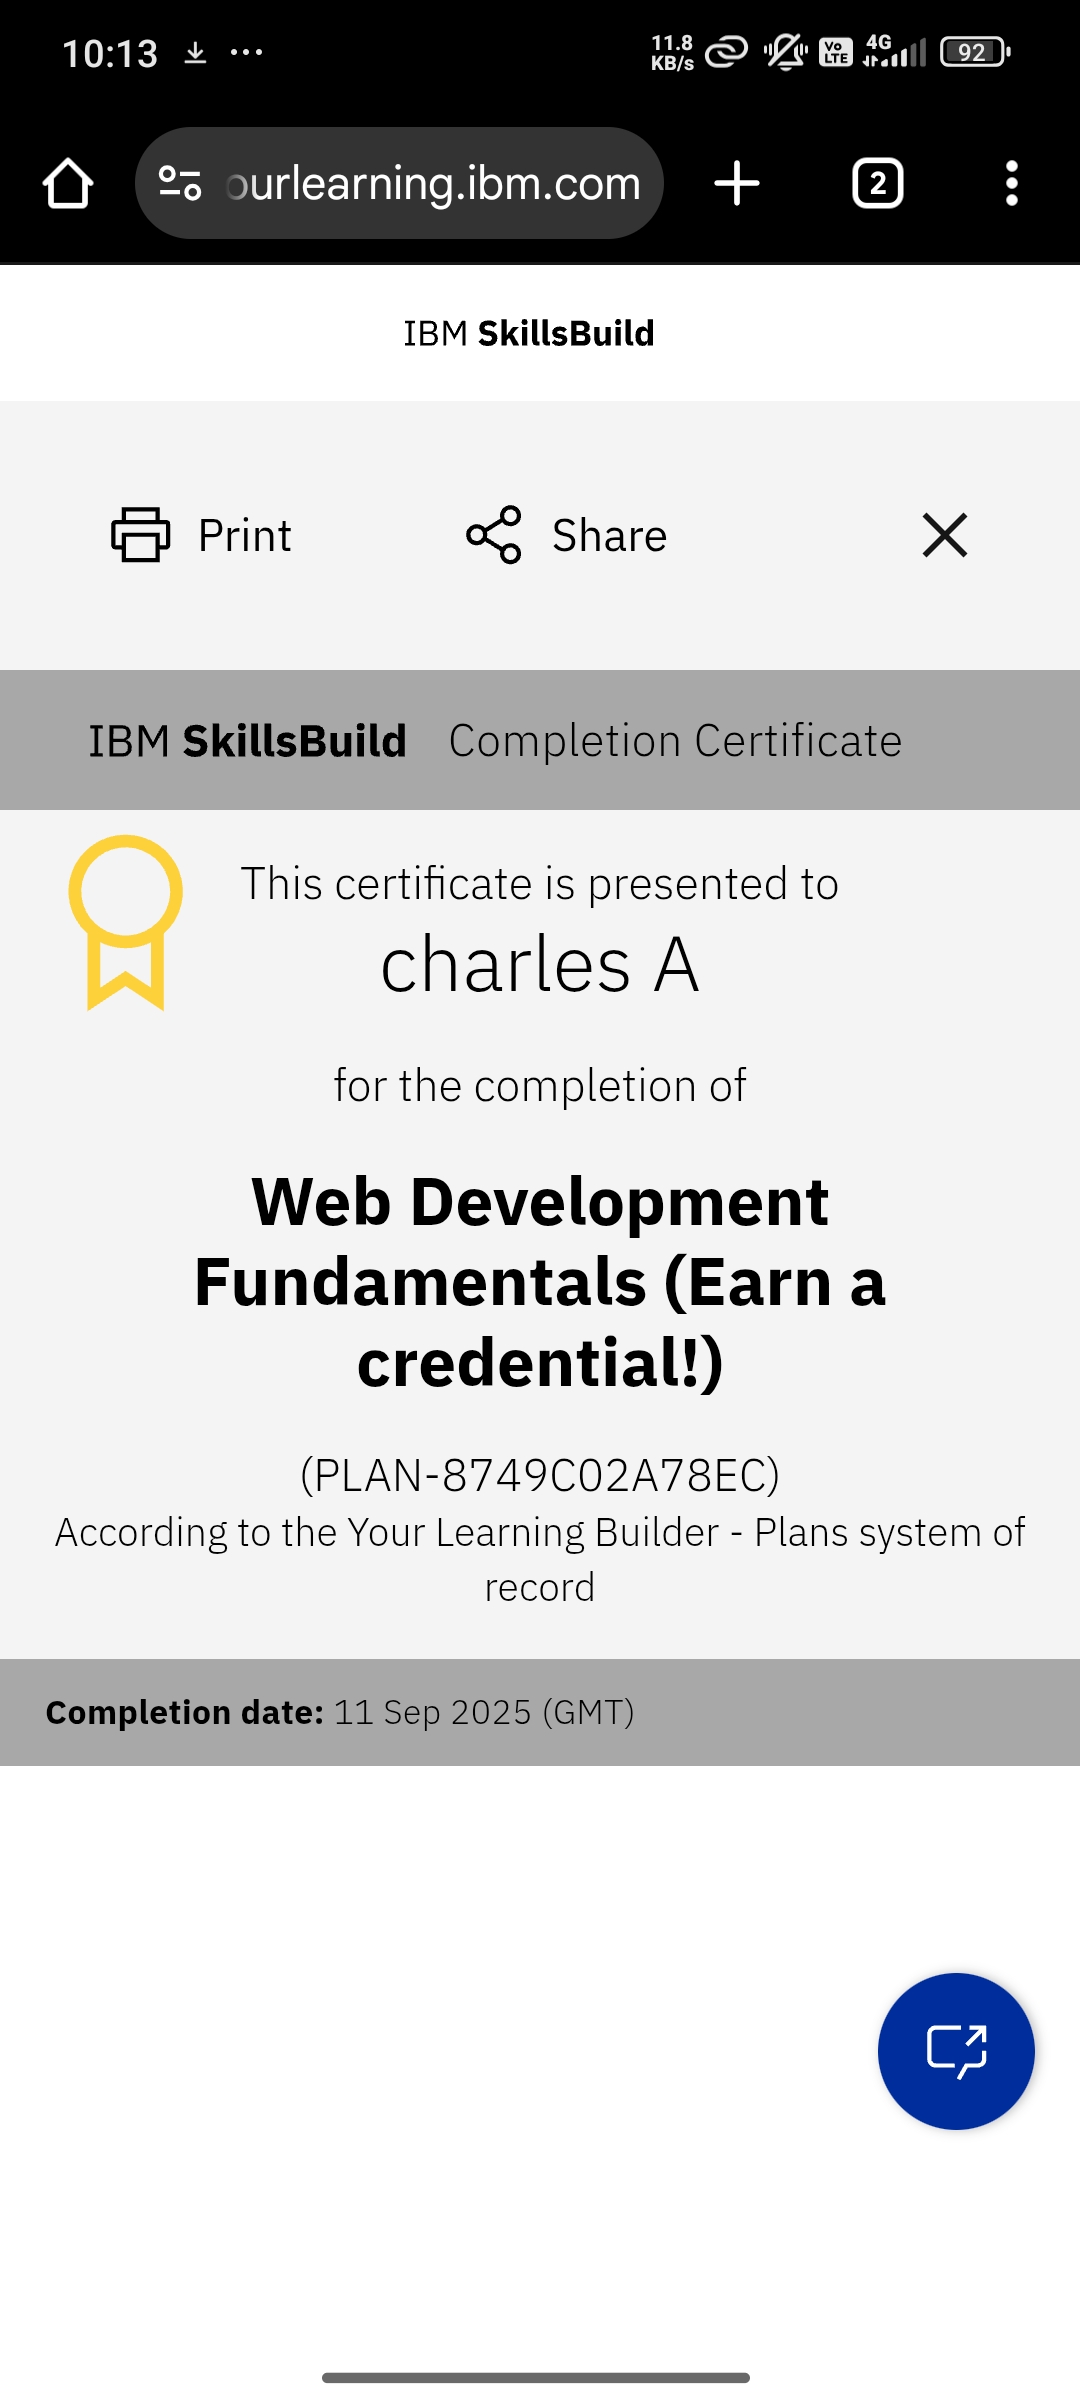 10:13
11.8
KB/s
Vo
LTE
4G
92
ourlearning.ibm.com
2
IBM SkillsBuild
Print
Share
IBM SkillsBuild Completion Certificate
This certificate is presented to
charles A
for the completion of
Web Development
Fundamentals (Earn a
credential!)
(PLAN-8749C02A78EC)
According to the Your Learning Builder - Plans system of
record
Completion date: 11 Sep 2025 (GMT)